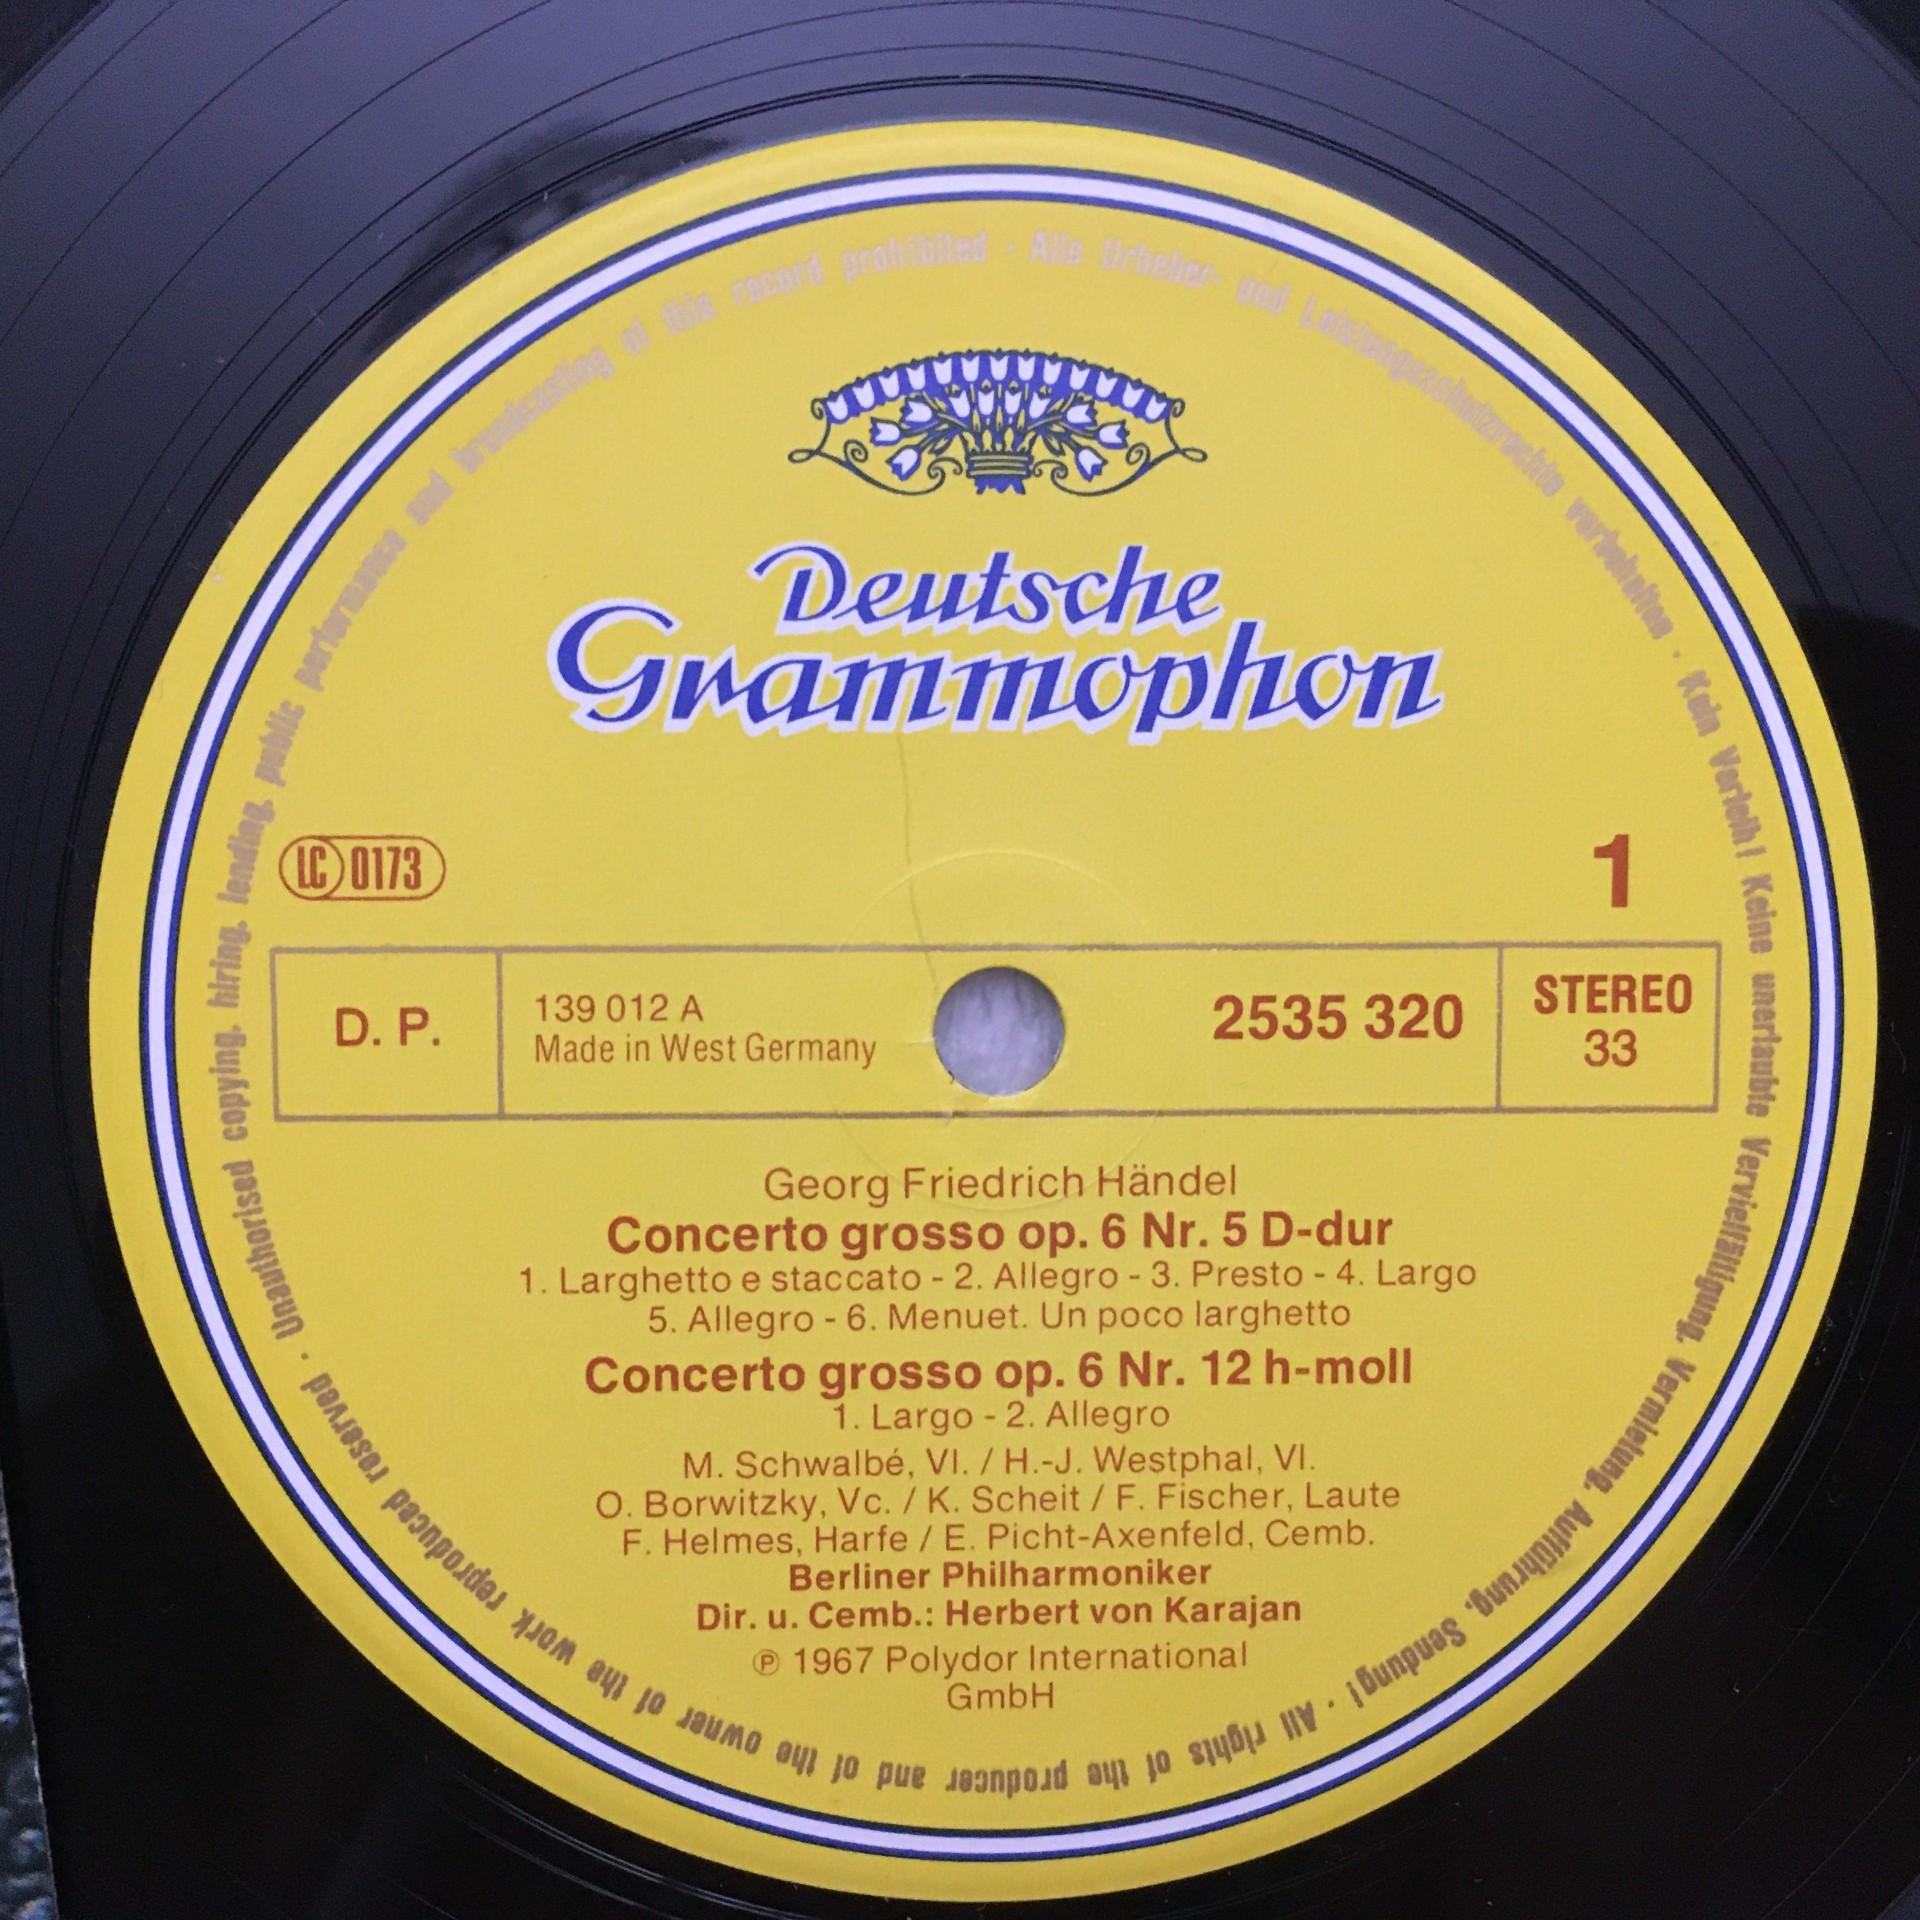 Deutsche
Grammophon
LC 0173
1
D. P.
139 012 A
Made in West Germany
2535 320
STEREO
33
Georg Friedrich Händel
Concerto grosso op. 6 Nr. 5 D-dur
1. Larghetto e staccato - 2. Allegro - 3. Presto - 4. Largo
5. Allegro - 6. Menuet. Un poco larghetto
Concerto grosso op. 6 Nr. 12 h-moll
1. Largo - 2. Allegro
M. Schwalbé, Vl. / H.-J. Westphal, Vl.
O. Borwitzky, Vc. / K. Scheit / F. Fischer, Laute
F. Helmes, Harfe / E. Picht-Axenfeld, Cemb.
Berliner Philharmoniker
Dir. u. Cemb.: Herbert von Karajan
℗ 1967 Polydor International
GmbH
Alle Urheber- und Leistungsschutzrechte vorbehalten · Kein Verleih! Keine unerlaubte Vervielfältigung, Vermietung, Aufführung, Sendung! · All rights of the producer and of the owner of the work reproduced reserved · Unauthorised copying, hiring, lending, public performance and broadcasting of this record prohibited ·